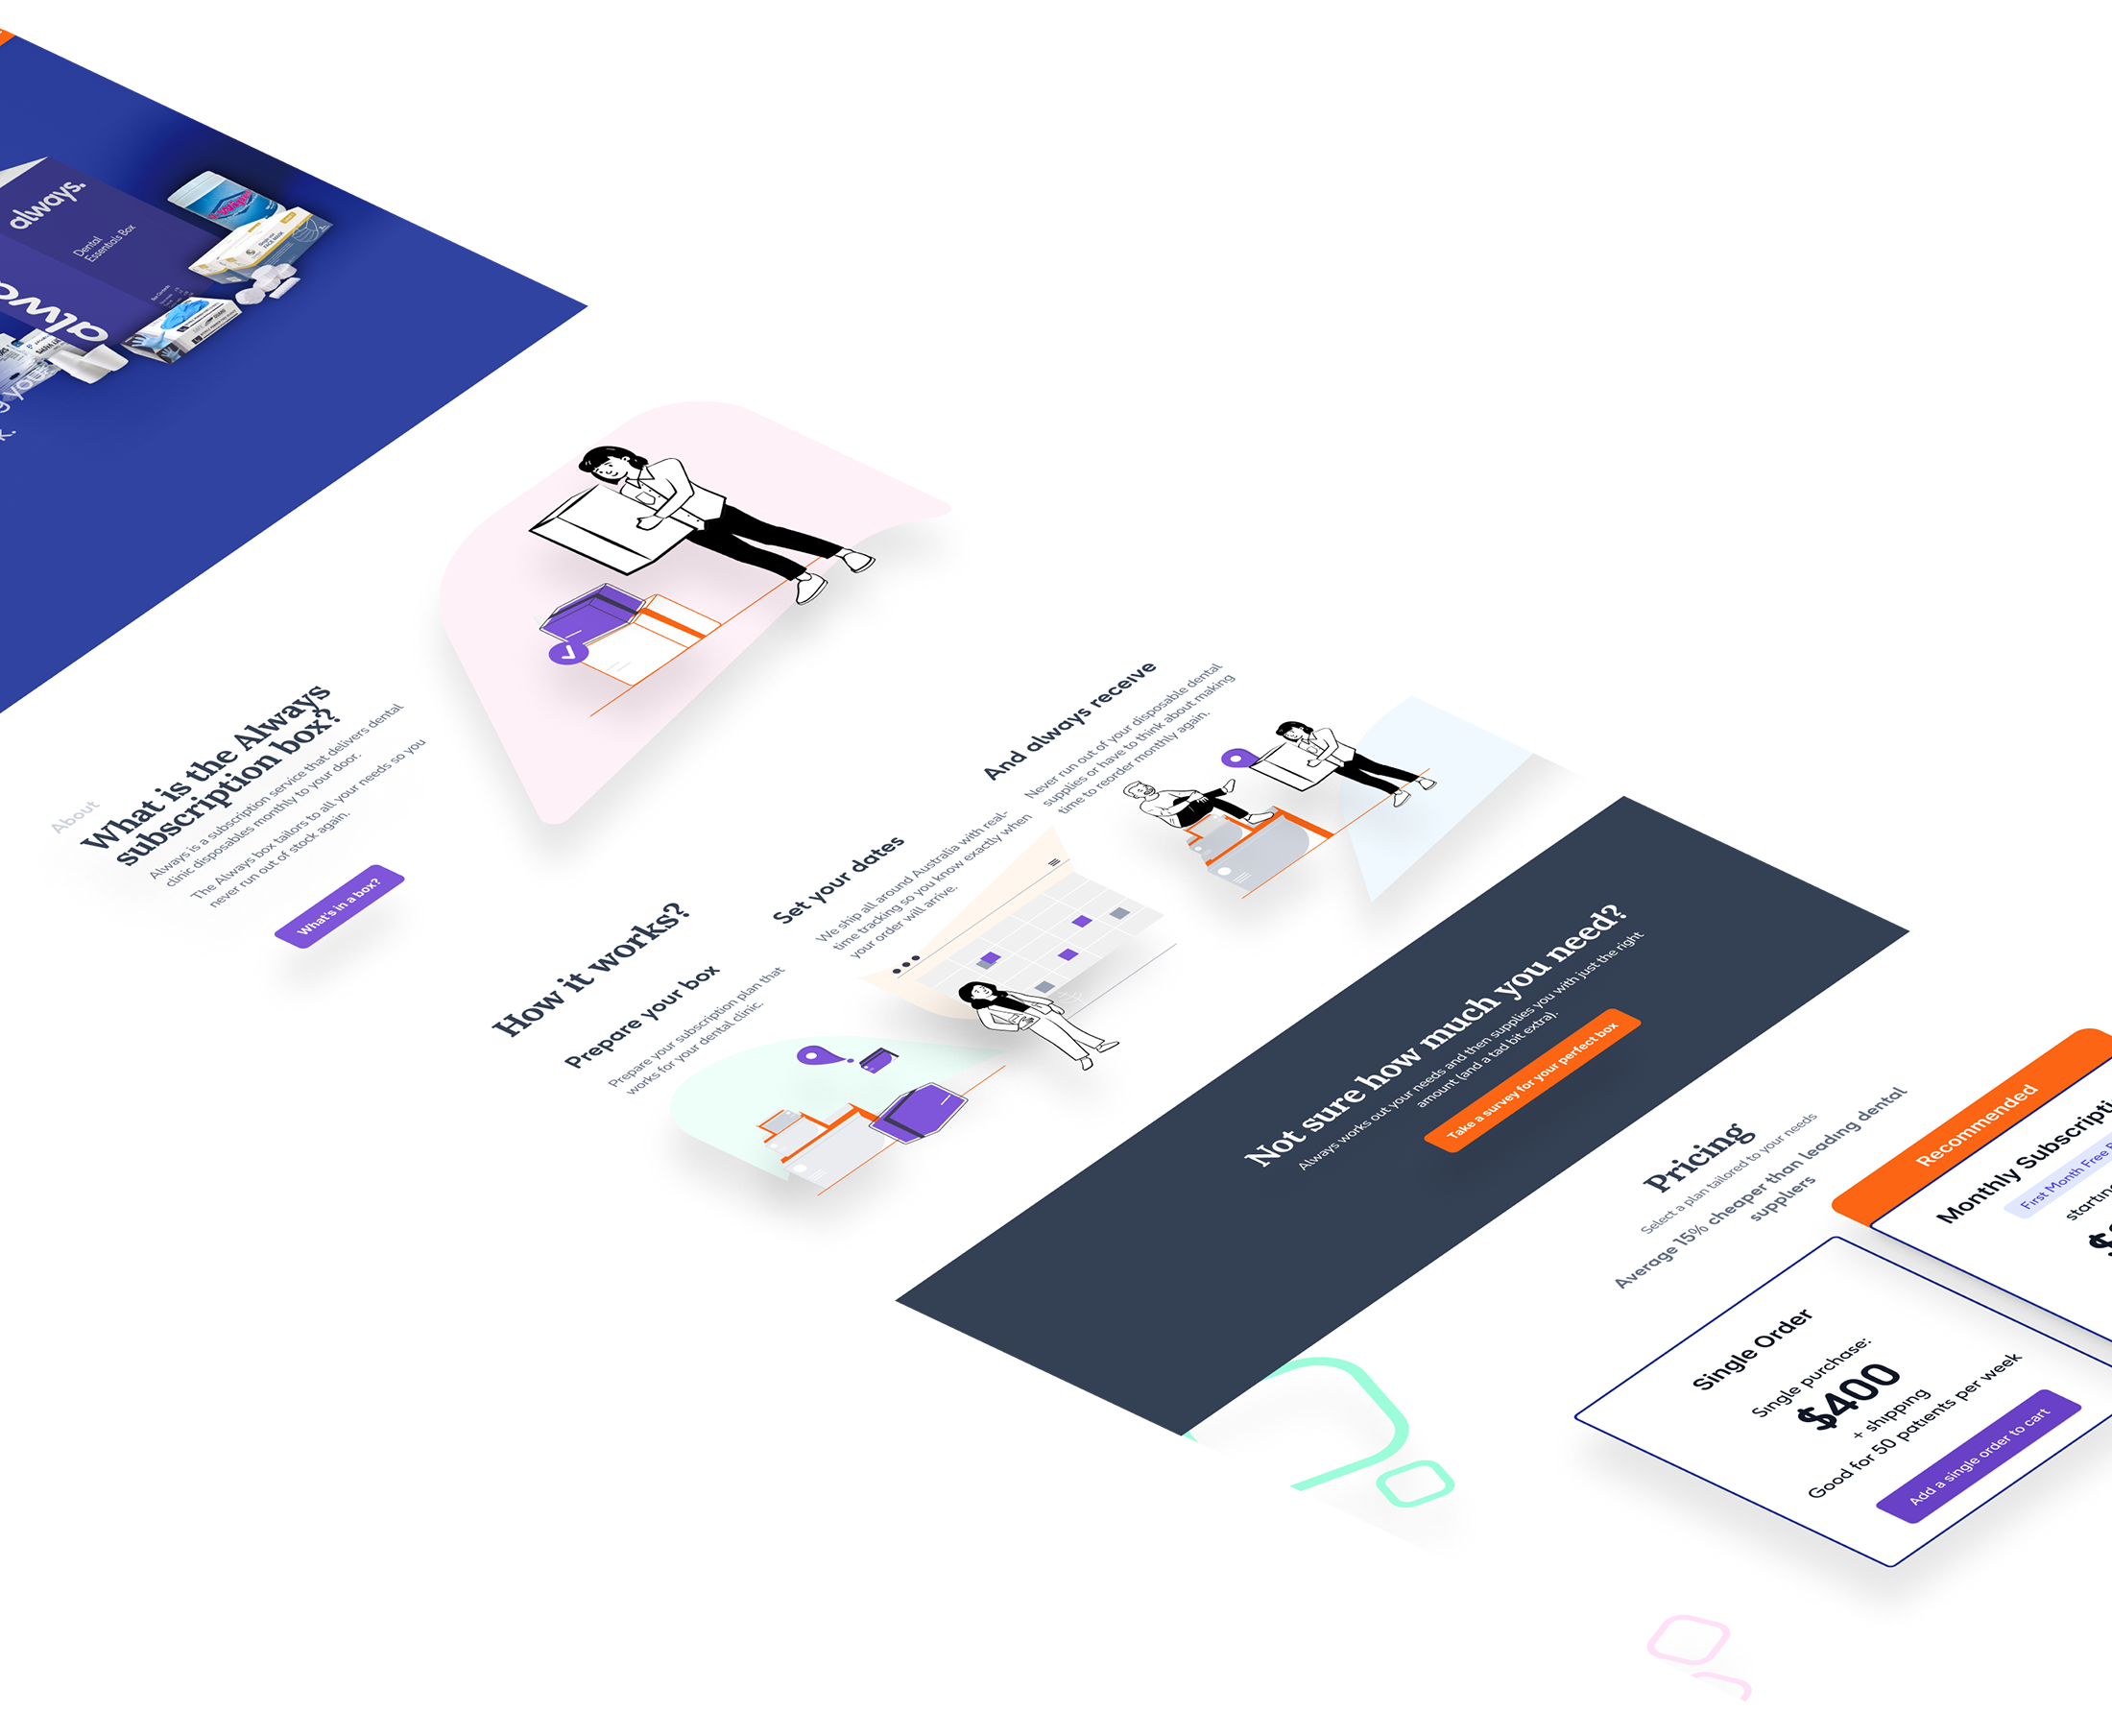 always.
Dental
Essentials Box
About
What is the Always
subscription box?
Always is a subscription service that delivers dental
clinic disposables monthly to your door.
The Always box tailors to all your needs so you
never run out of stock again.
What's in a box?
How it works?
Prepare your box
Prepare your subscription plan that
works for your dental clinic.
Set your dates
We ship all around Australia with real-
time tracking so you know exactly when
your order will arrive.
And always receive
Never run out of your disposable dental
supplies or have to think about making
time to reorder monthly again.
Not sure how much you need?
Always works out your needs and then supplies you with just the right
amount (and a tad bit extra).
Take a survey for your perfect box
Pricing
Select a plan tailored to your needs
Average 15% cheaper than leading dental
suppliers
Single Order
Single purchase:
$400
+ shipping
Good for 50 patients per week
Add a single order to cart
Recommended
Monthly
First Month Free